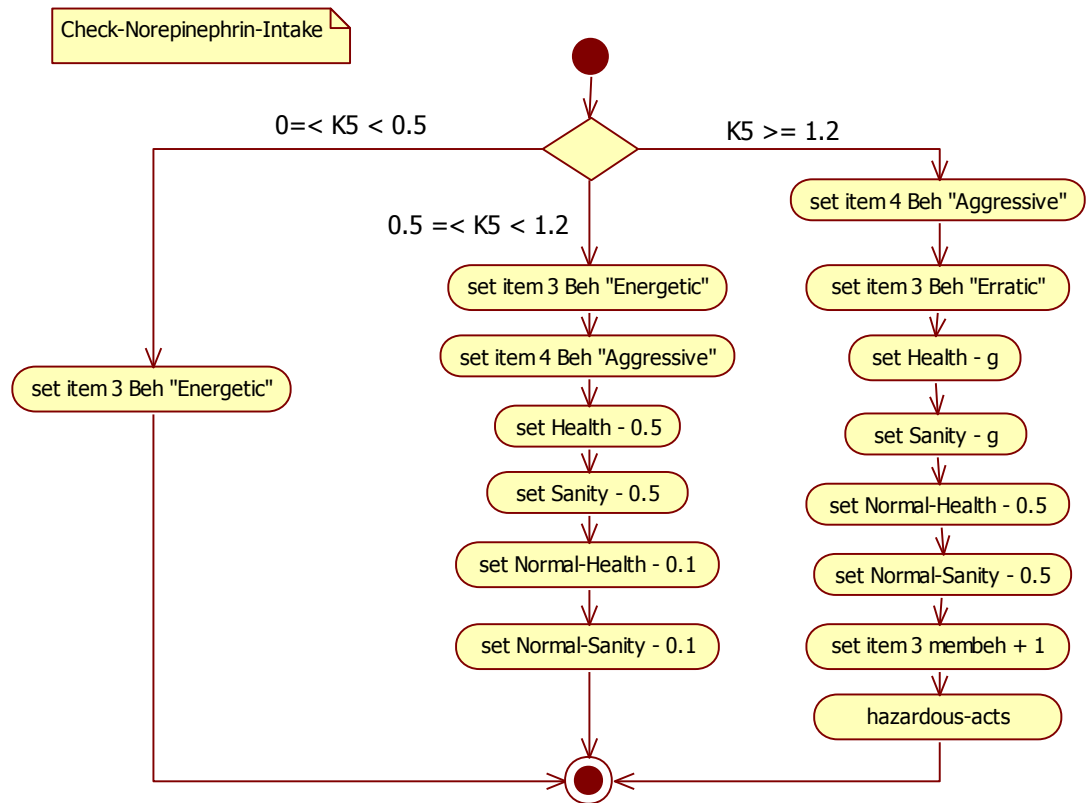 Check-Norepinephrin-Intake
0=< K5 < 0.5
K5 >= 1.2
0.5 =< K5 < 1.2
set item 3 Beh "Energetic"
set item 3 Beh "Energetic"
set item 4 Beh "Aggressive"
set Health - 0.5
set Sanity - 0.5
set Normal-Health - 0.1
set Normal-Sanity - 0.1
set item 4 Beh "Aggressive"
set item 3 Beh "Erratic"
set Health - g
set Sanity - g
set Normal-Health - 0.5
set Normal-Sanity - 0.5
set item 3 membeh + 1
hazardous-acts